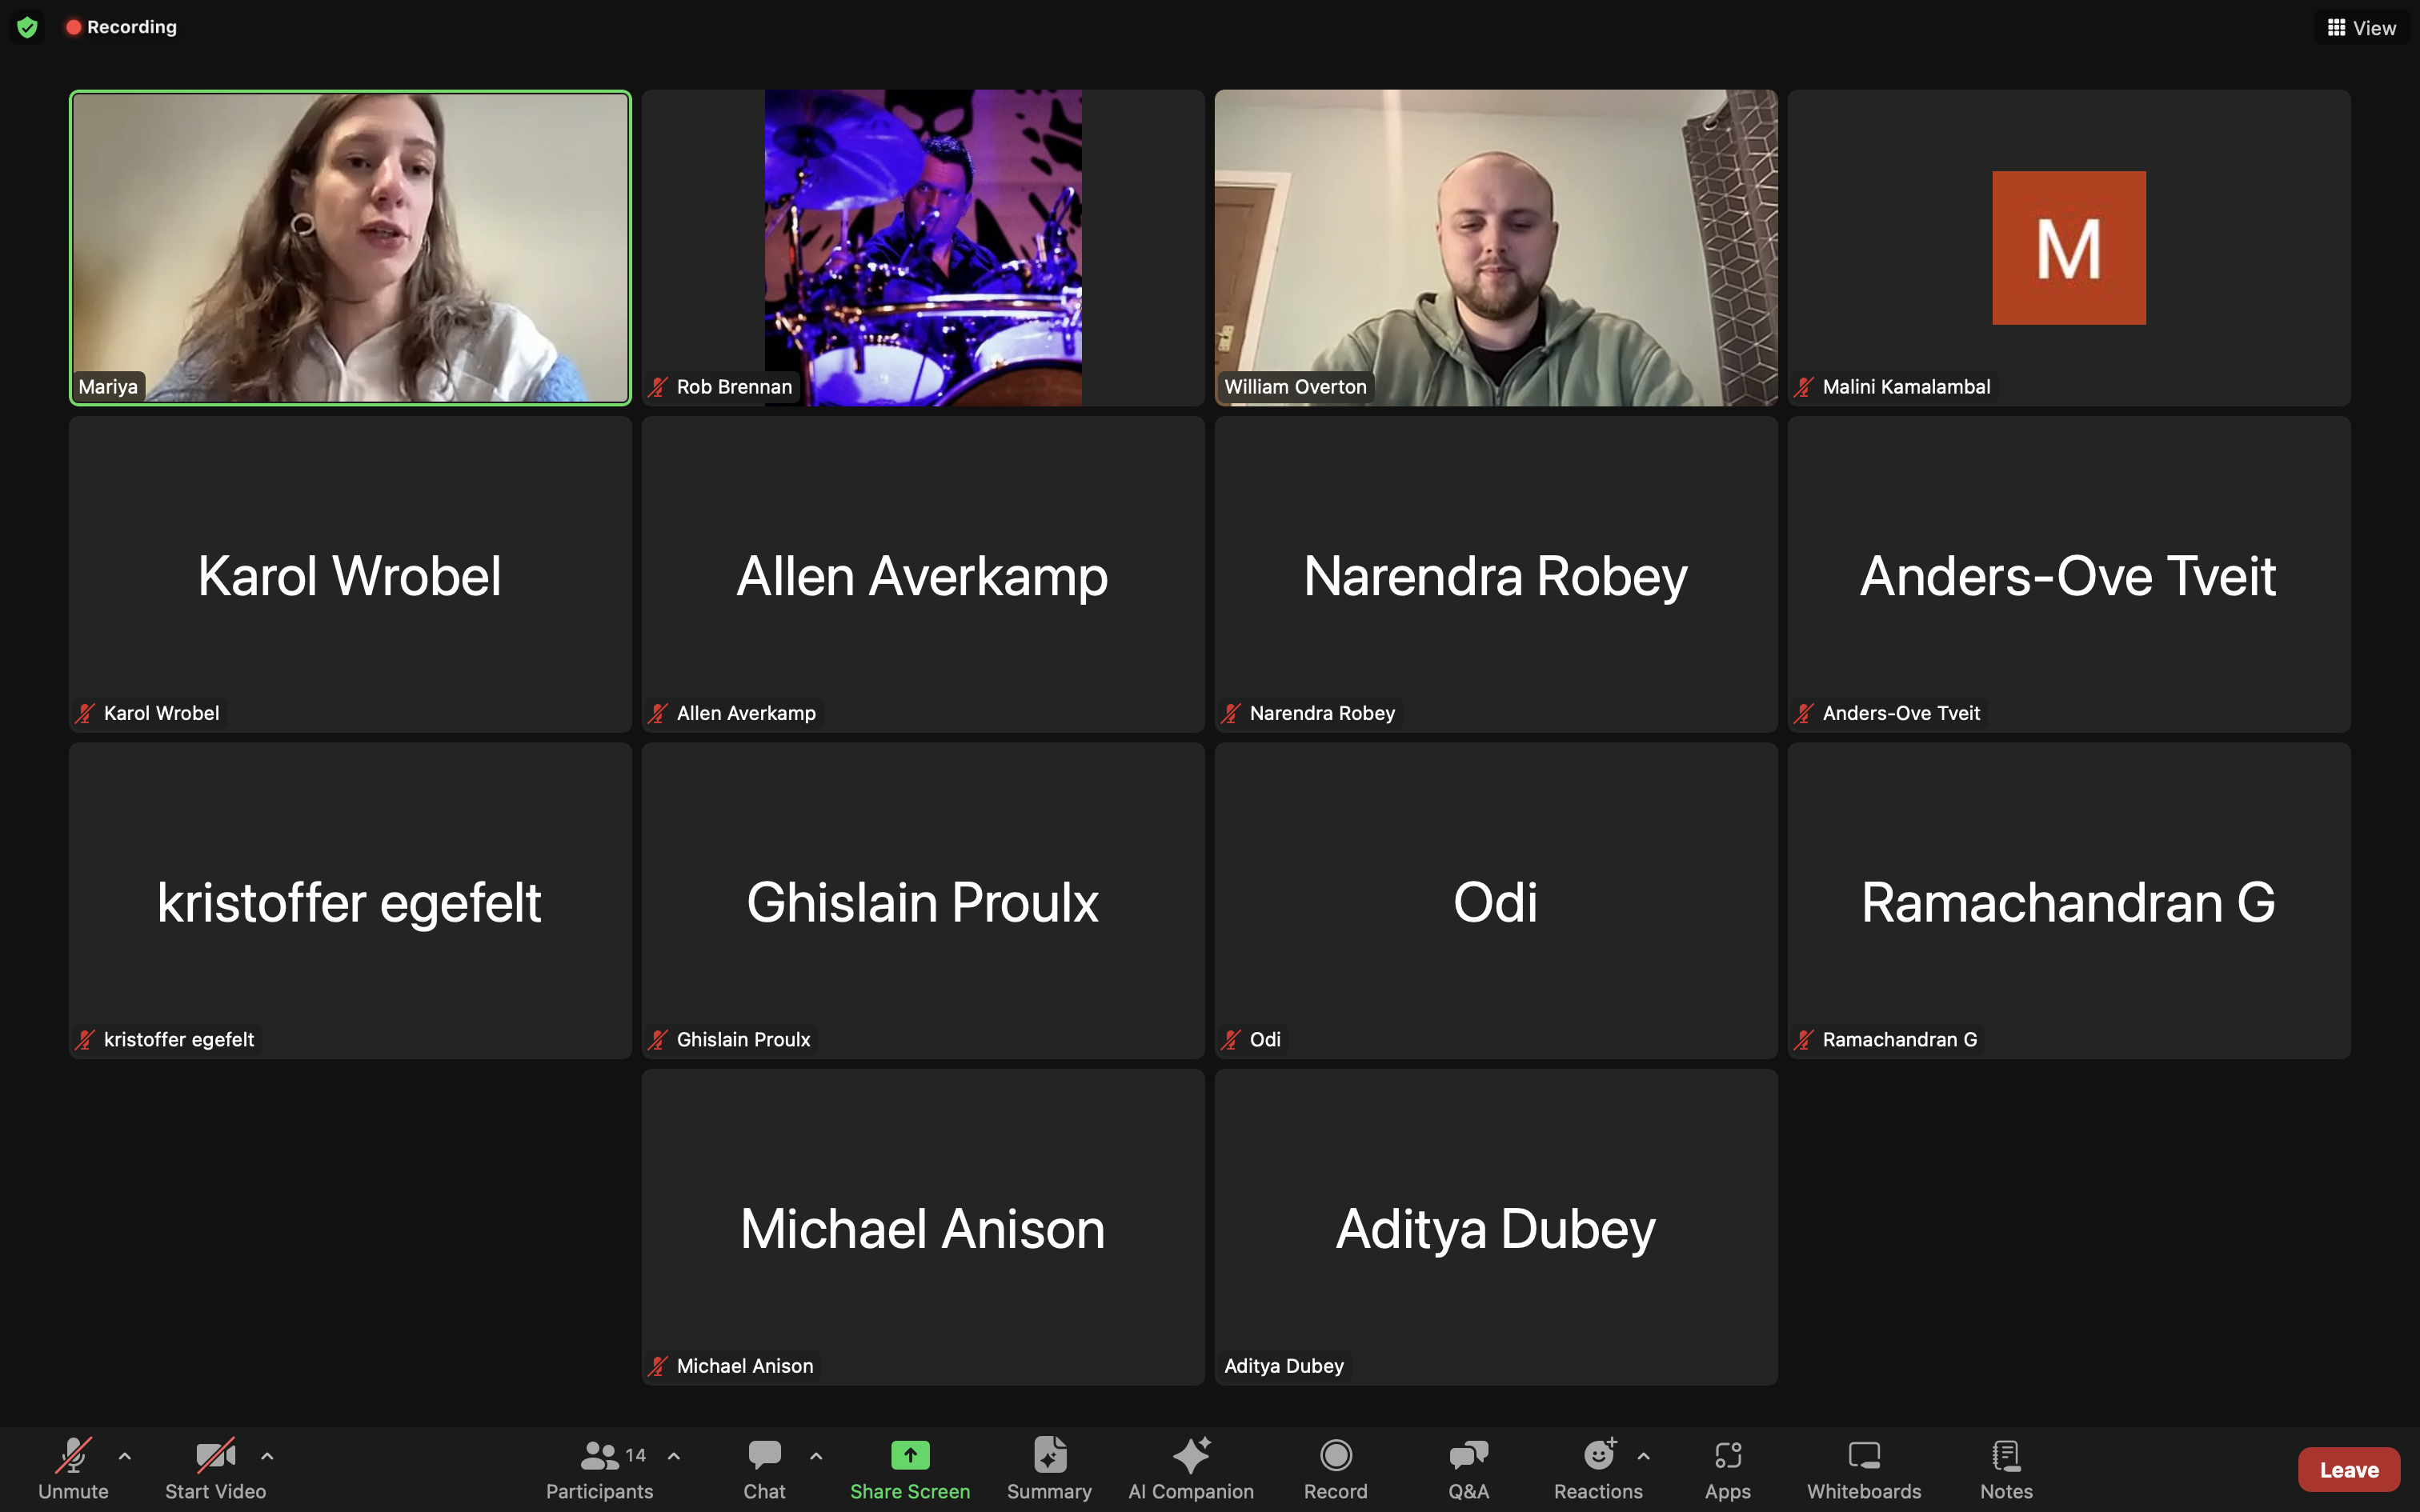 Recording
View
Mariya
Rob Brennan
William Overton
M
Malini Kamalambal
Karol Wrobel
Allen Averkamp
Narendra Robey
Anders-Ove Tveit
Karol Wrobel
Allen Averkamp
Narendra Robey
Anders-Ove Tveit
kristoffer egefelt
Ghislain Proulx
Odi
Ramachandran G
kristoffer egefelt
Ghislain Proulx
Odi
Ramachandran G
Michael Anison
Aditya Dubey
Michael Anison
Aditya Dubey
14
Unmute
Start Video
Participants
Chat
Share Screen
Summary
AI Companion
Record
Q&A
Reactions
Apps
Whiteboards
Notes
Leave